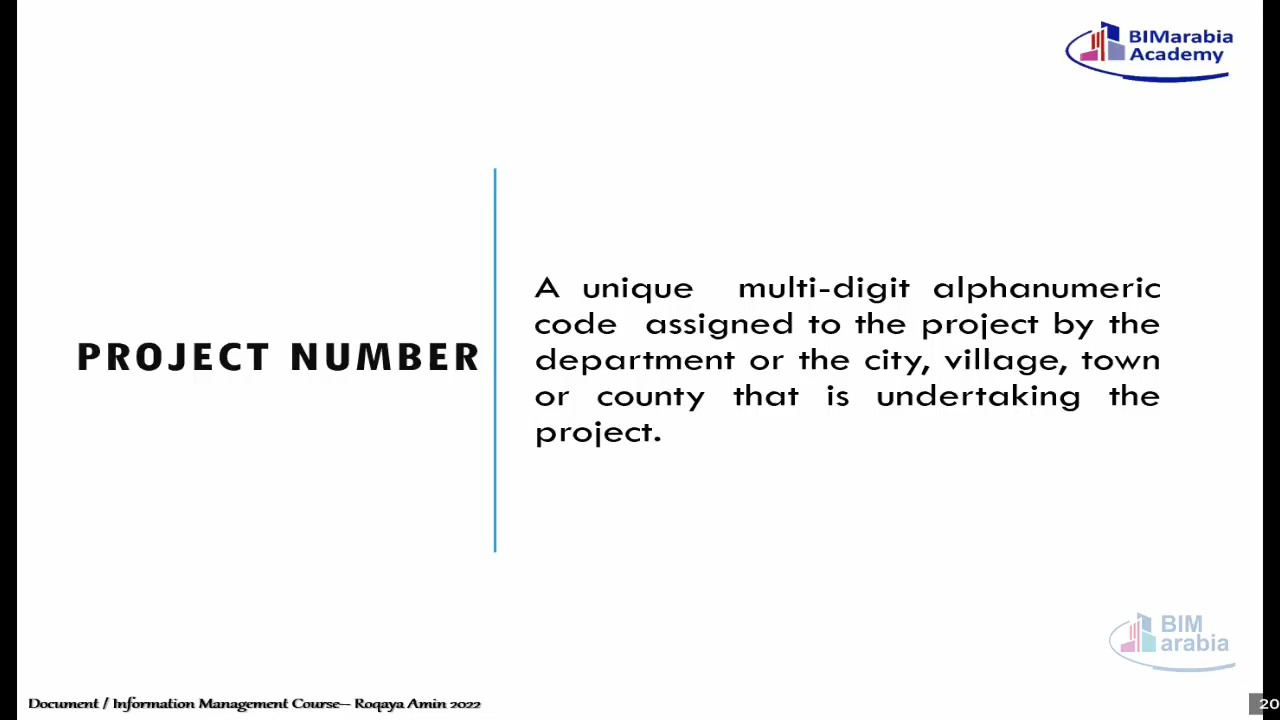 BIMarabia
Academy
PROJECT NUMBER
A unique multi-digit alphanumeric
code assigned to the project by the
department or the city, village, town
or county that is undertaking the
project.
BIM
arabia
Document / Information Management Course-- Roqaya Amin 2022
20